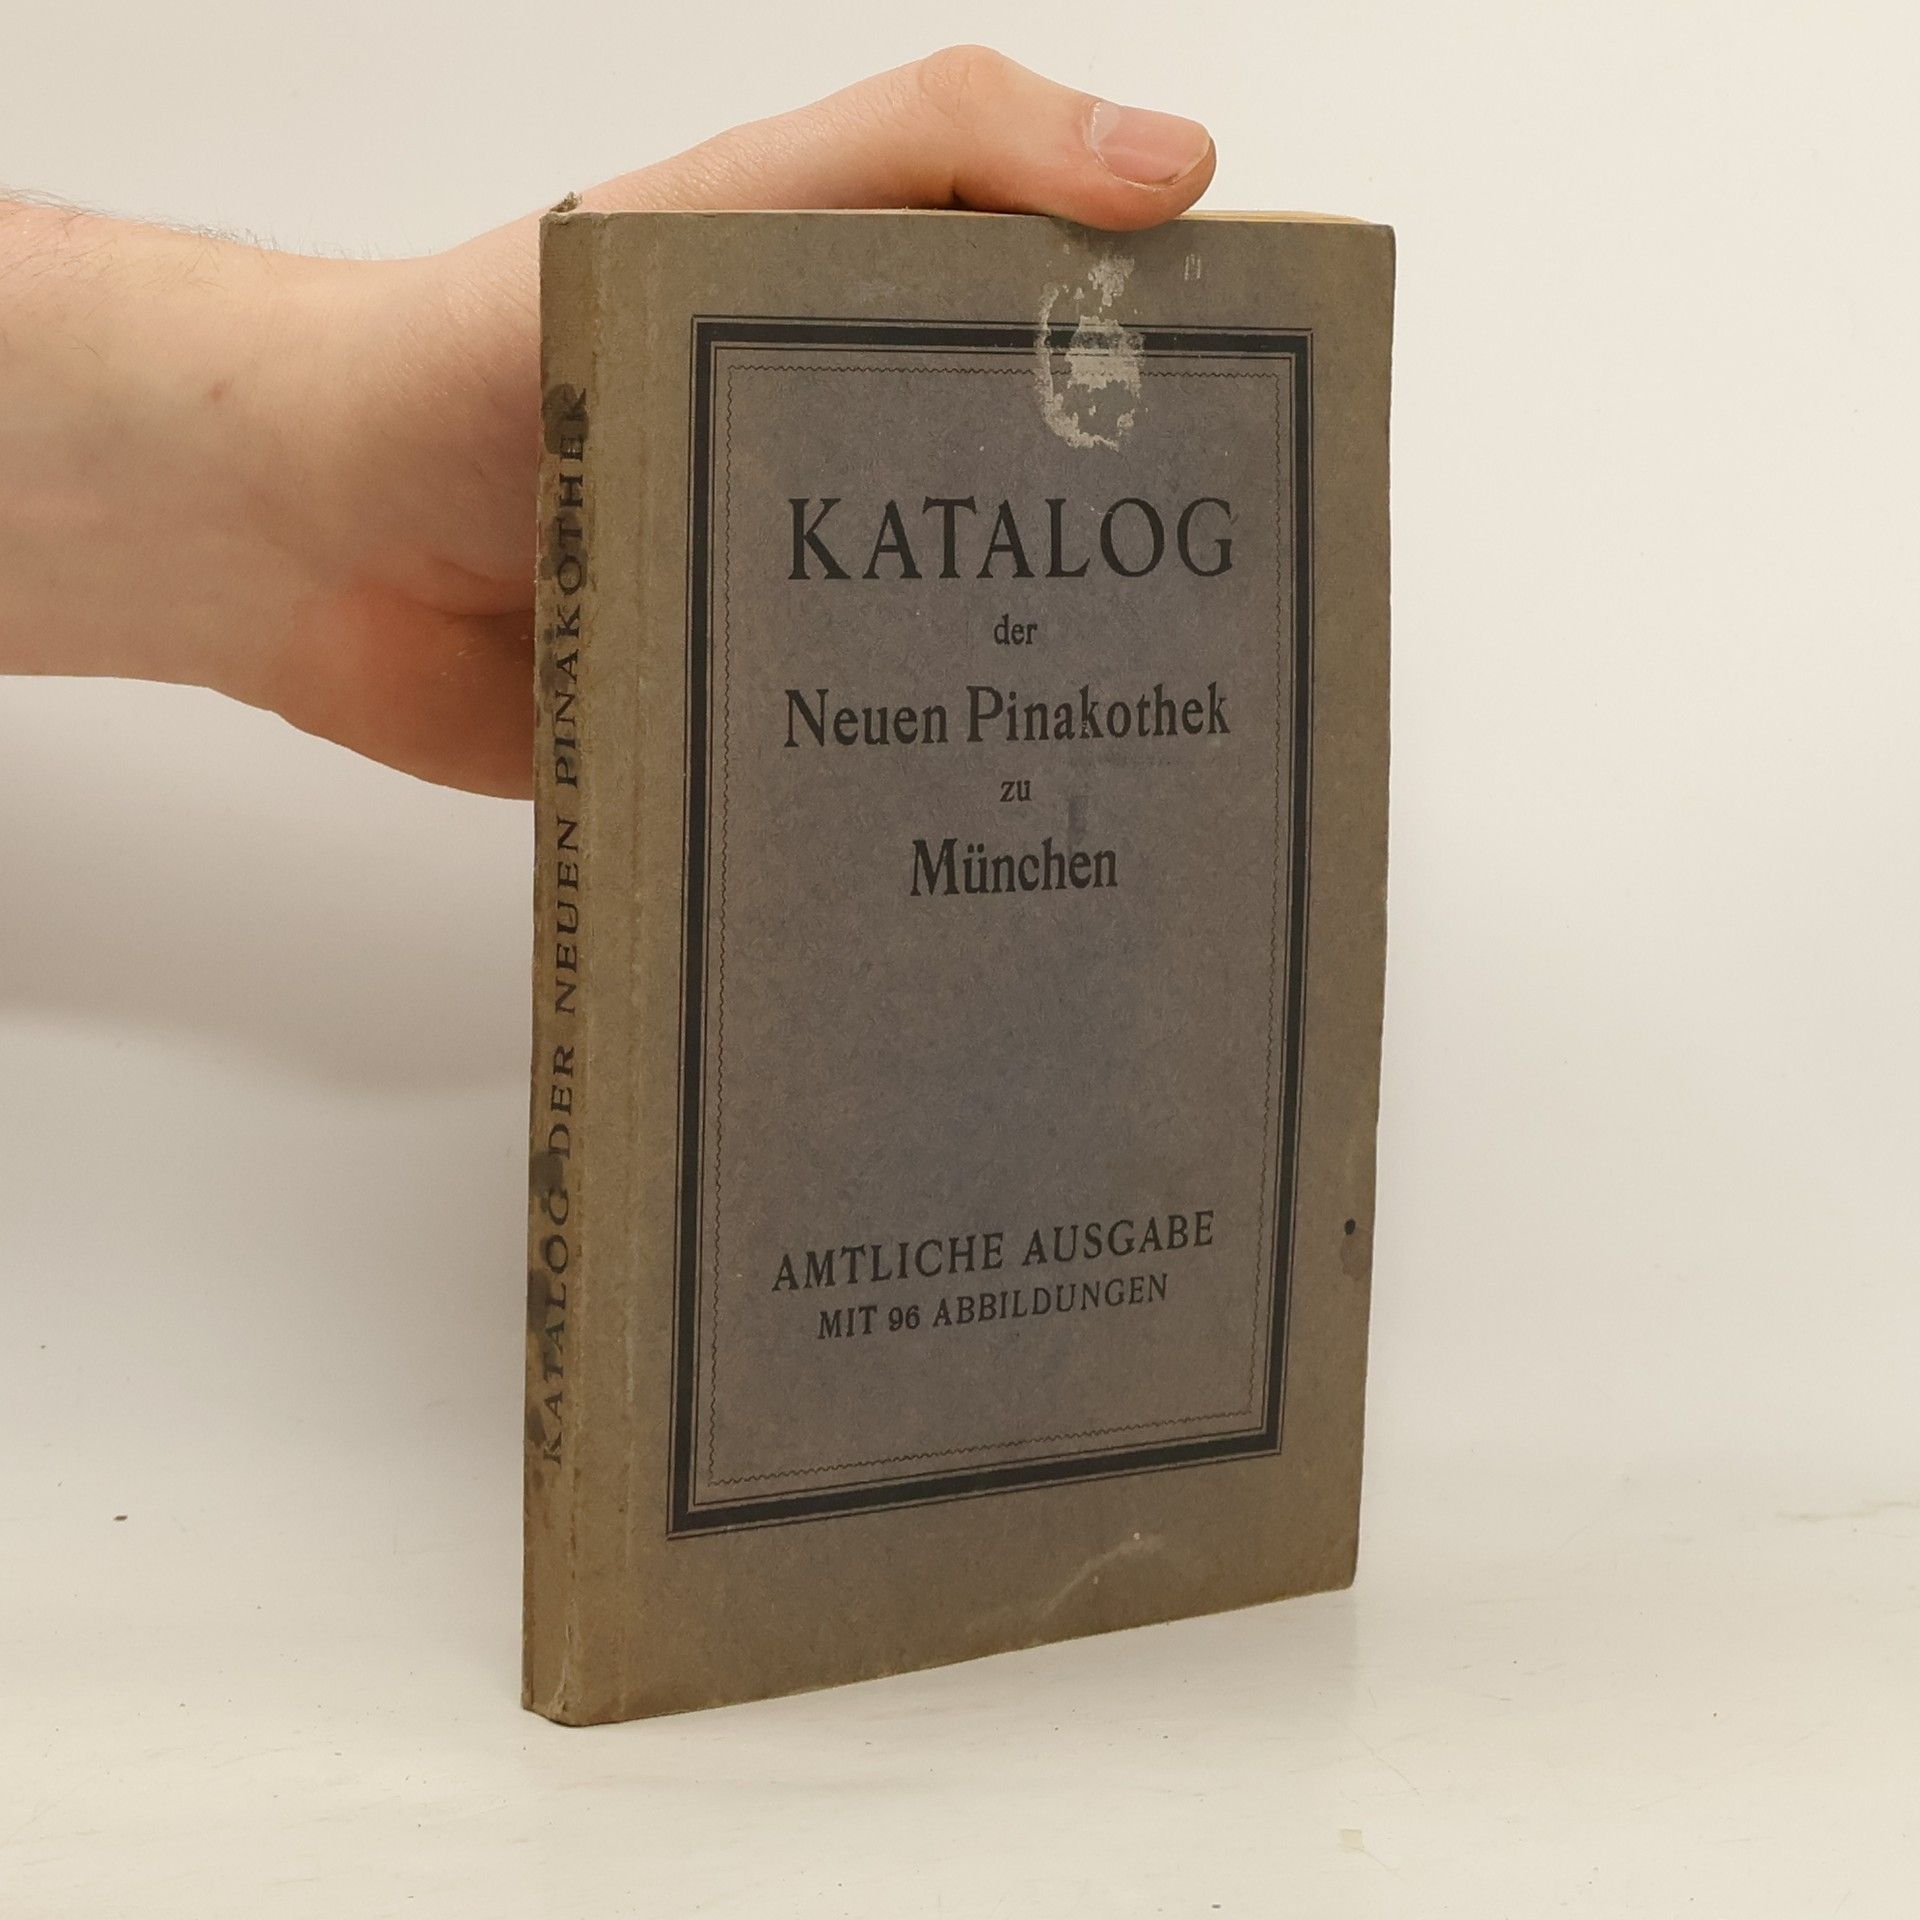 KATALOG DER NEUEN PINAKOTHEK
KATALOG
der
Neuen Pinakothek
zu
München
AMTLICHE AUSGABE
MIT 96 ABBILDUNGEN